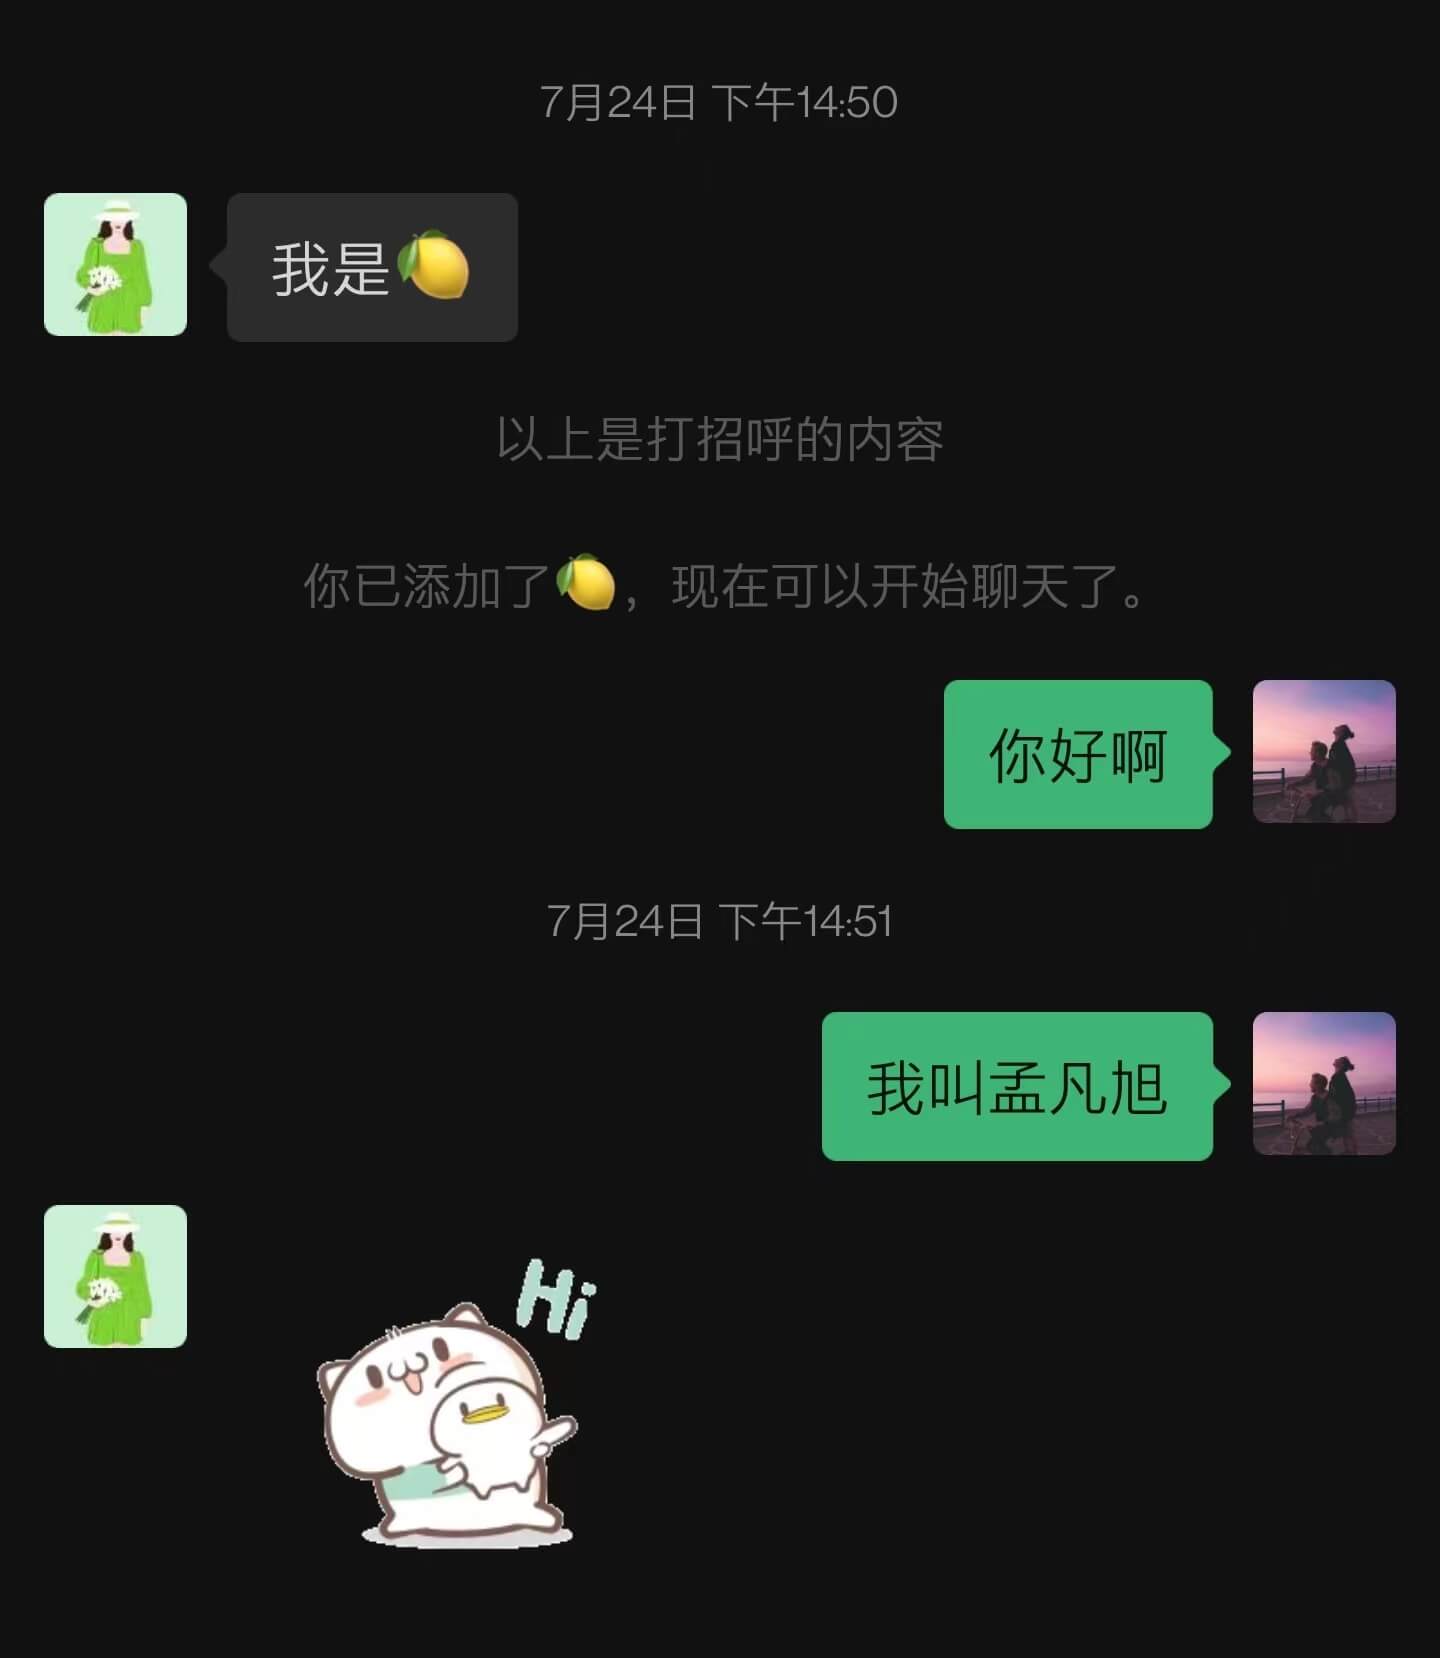 7月24日 下午14:50
我是🍋
以上是打招呼的内容
你已添加了🍋，现在可以开始聊天了。
你好啊
7月24日 下午14:51
我叫孟凡旭
Hi